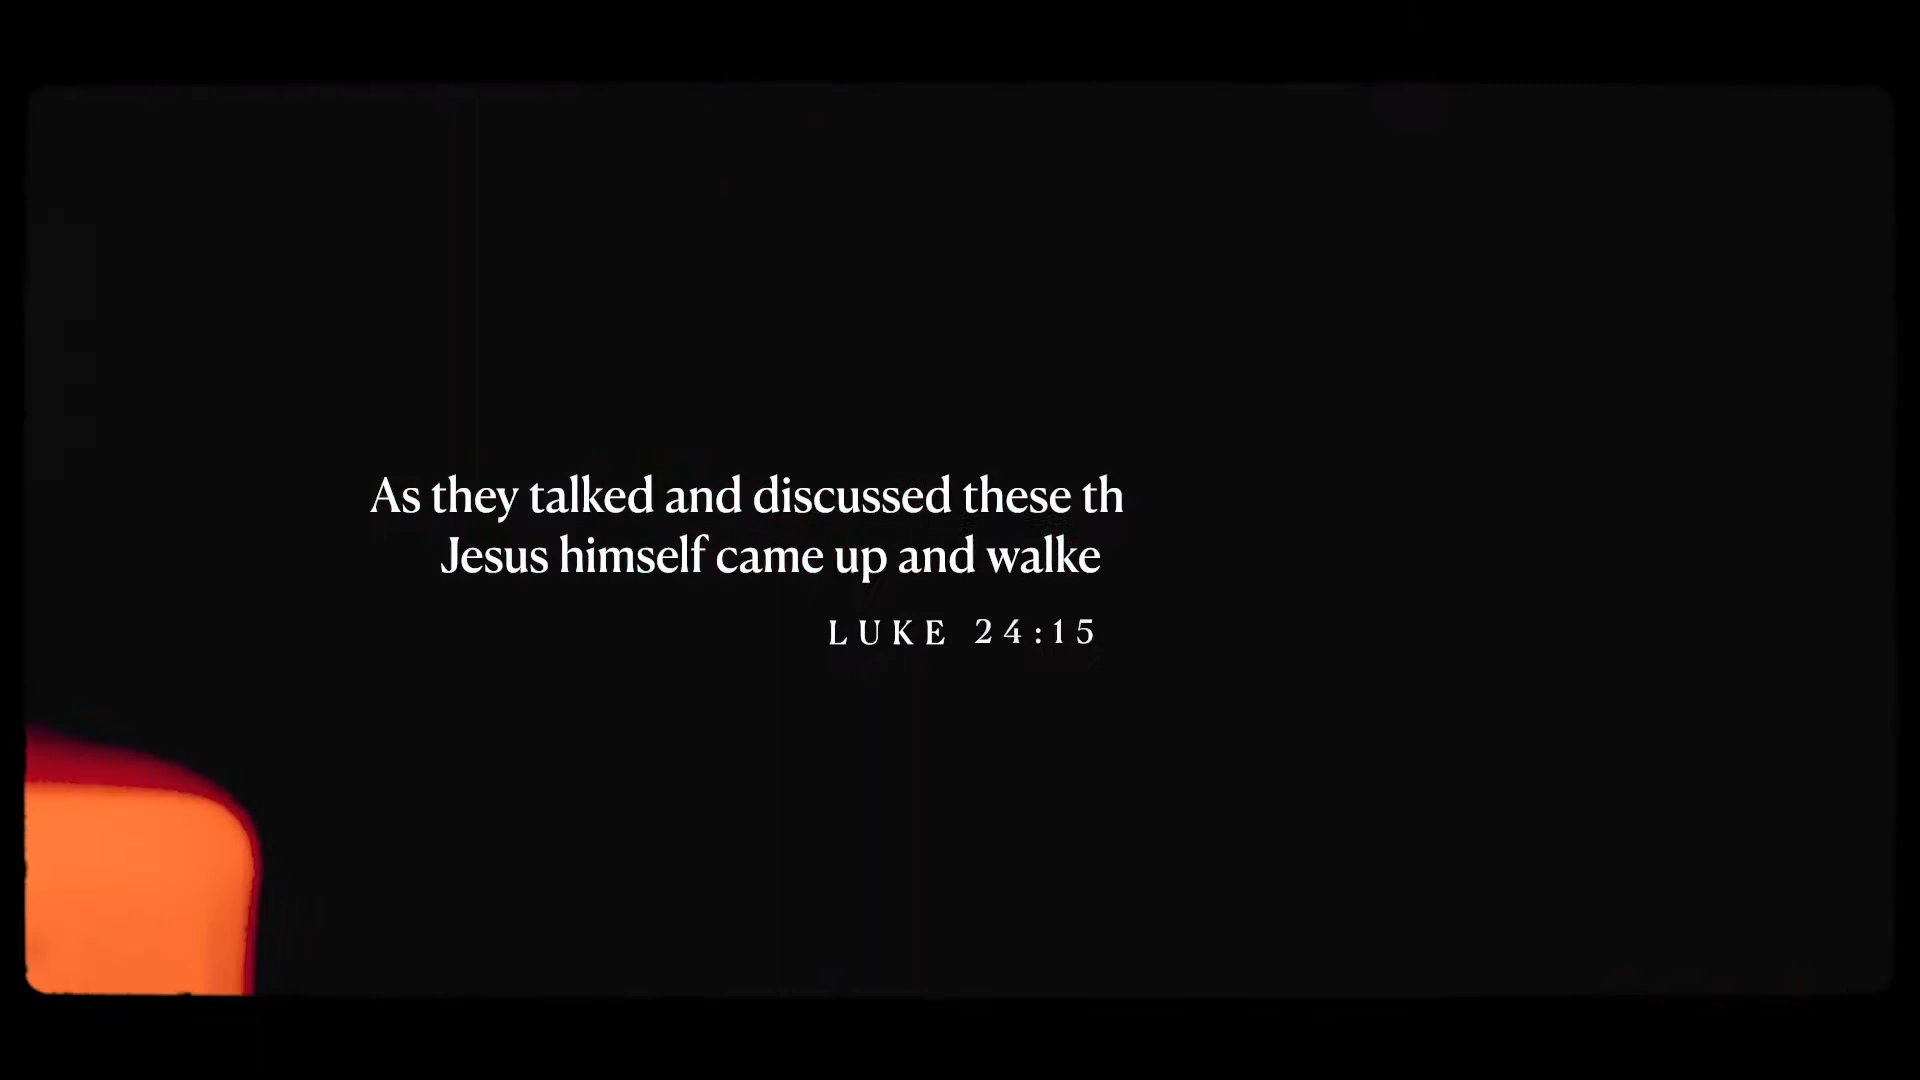 As they talked and discussed these th
Jesus himself came up and walke
LUKE 24:15